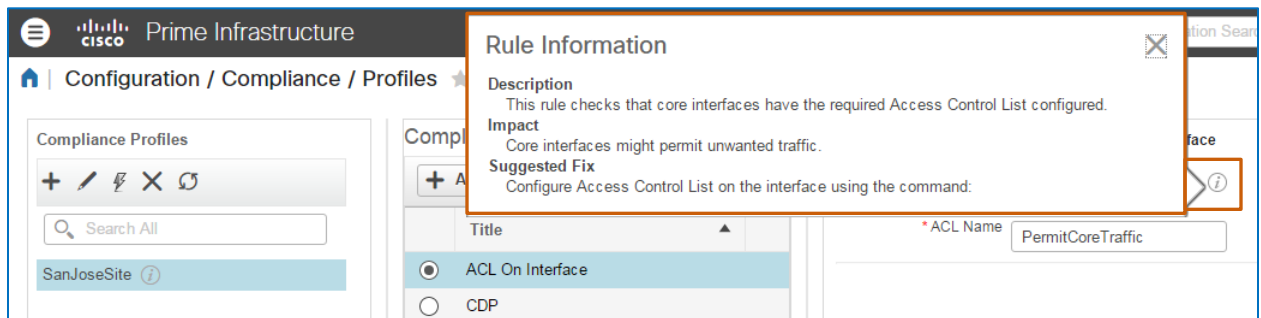 CISCO Prime Infrastructure
Configuration / Compliance / Profiles
Compliance Profiles
Search All
SanJoseSite
Rule Information
Description
This rule checks that core interfaces have the required Access Control List configured.
Impact
Core interfaces might permit unwanted traffic.
Suggested Fix
Configure Access Control List on the interface using the command:
Title
ACL On Interface
CDP
* ACL Name PermitCoreTraffic